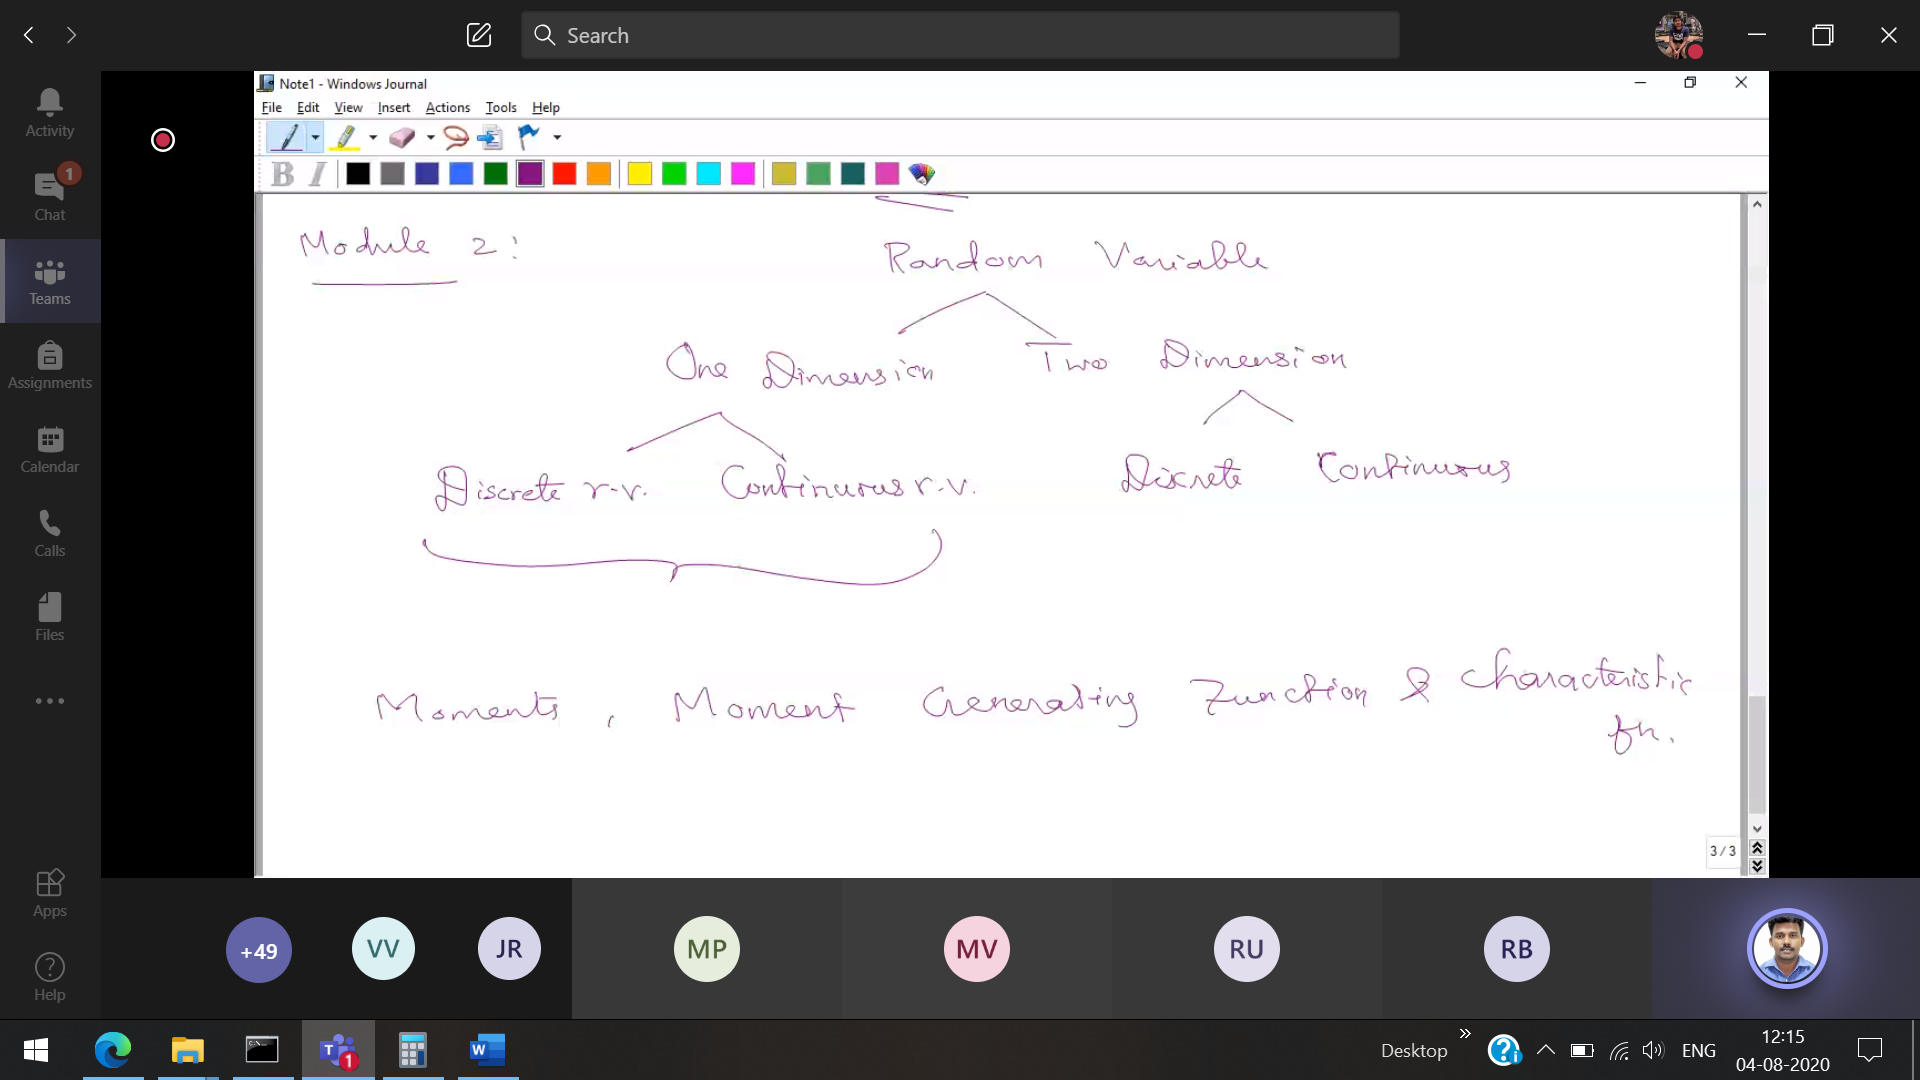 Search
Note1 - Windows Journal
File Edit View Insert Actions Tools Help
B I
Activity
Chat 1
Teams
Assignments
Calendar
Calls
Files
Apps
Help
Module 2:
Random Variable
One Dimension Two Dimension
Discrete r.v. Continuous r.v. Discrete Continuous
Moments, Moment Generating Function & Characteristic
fn.
3 / 3
+49 VV JR MP MV RU RB
Desktop
ENG
12:15
04-08-2020